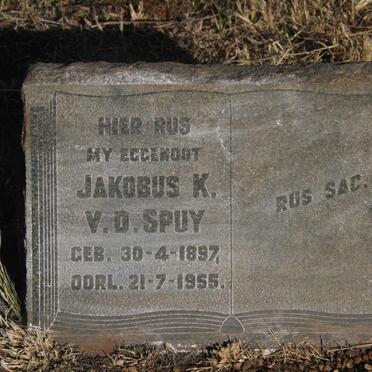 HIER RUS
MY EGGENOOT
JAKOBUS K.
V.D. SPUY
GEB. 30-4-1897,
OORL. 21-7-1955.
RUS SAG.